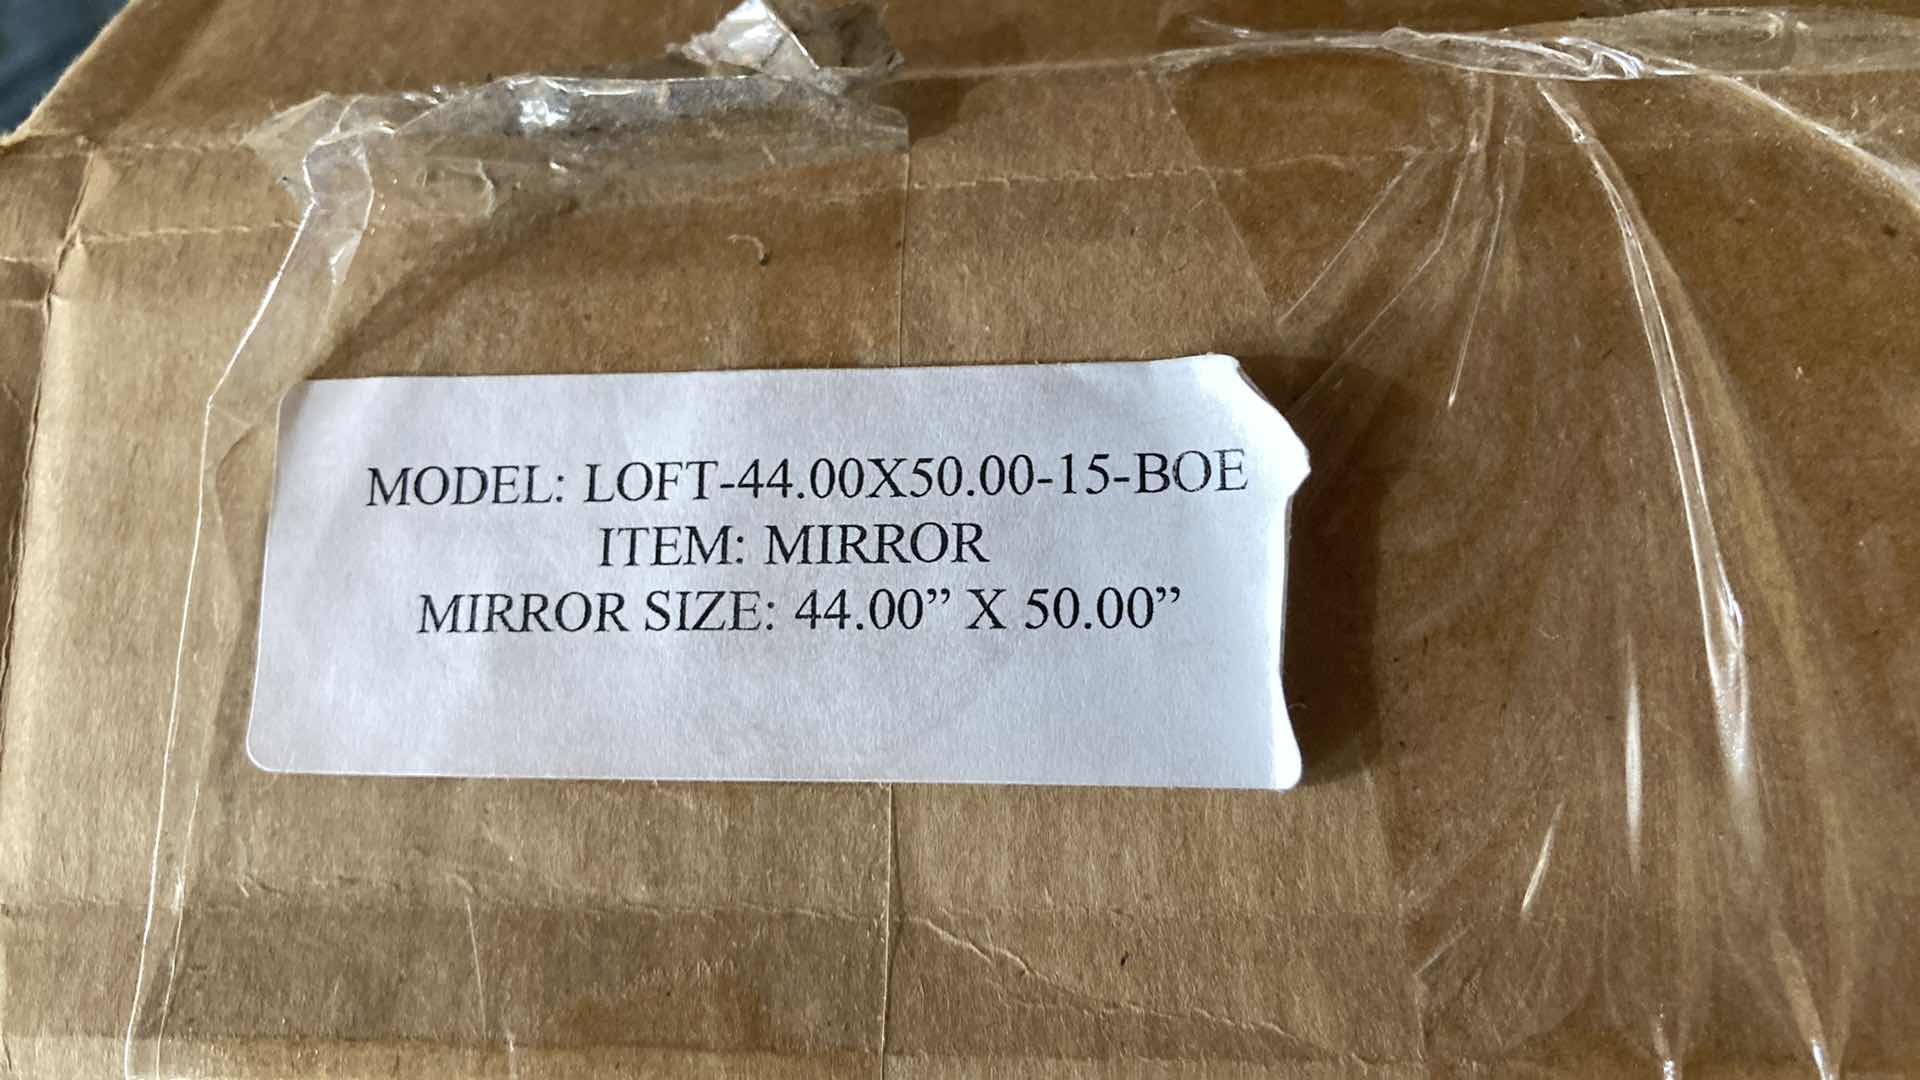 MODEL: LOFT-44.00X50.00-15-BOE
ITEM: MIRROR
MIRROR SIZE: 44.00” X 50.00”